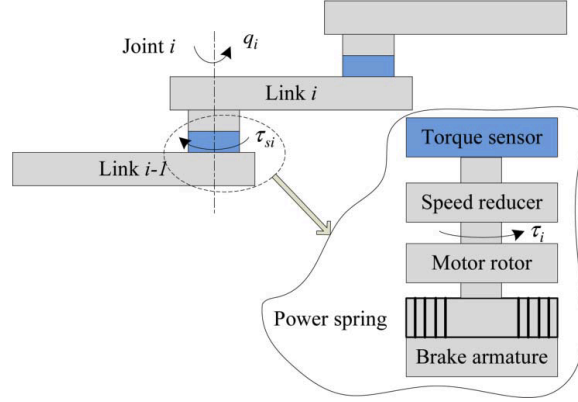 Joint i
q_i
Link i
τ_si
Link i-1
Torque sensor
Speed reducer
τ_i
Motor rotor
Power spring
Brake armature